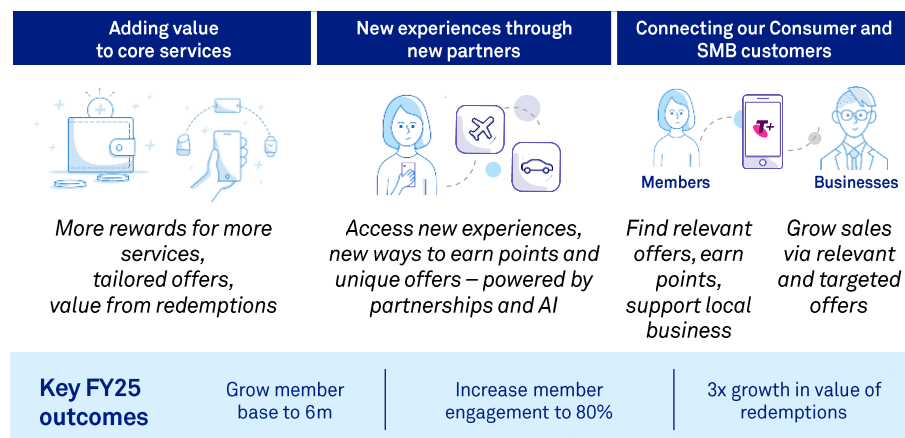 Adding value
to core services
New experiences through
new partners
Connecting our Consumer and
SMB customers
T+
Members
Businesses
More rewards for more
services,
tailored offers,
value from redemptions
Access new experiences,
new ways to earn points and
unique offers – powered by
partnerships and AI
Find relevant
offers, earn
points,
support local
business
Grow sales
via relevant
and targeted
offers
Key FY25
outcomes
Grow member
base to 6m
Increase member
engagement to 80%
3x growth in value of
redemptions